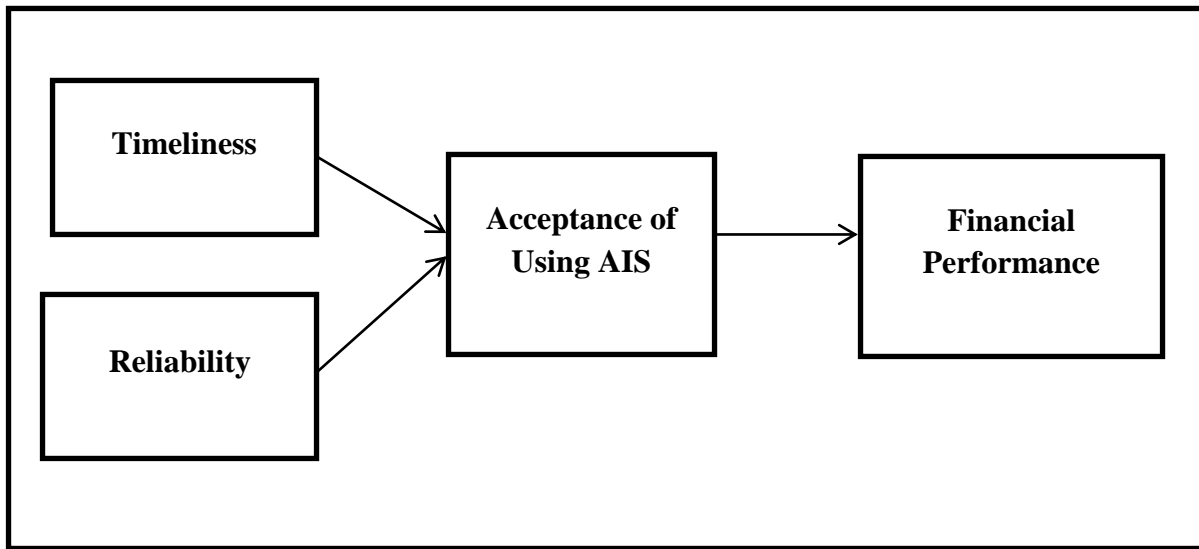 Timeliness
Reliability
Acceptance of
Using AIS
Financial
Performance